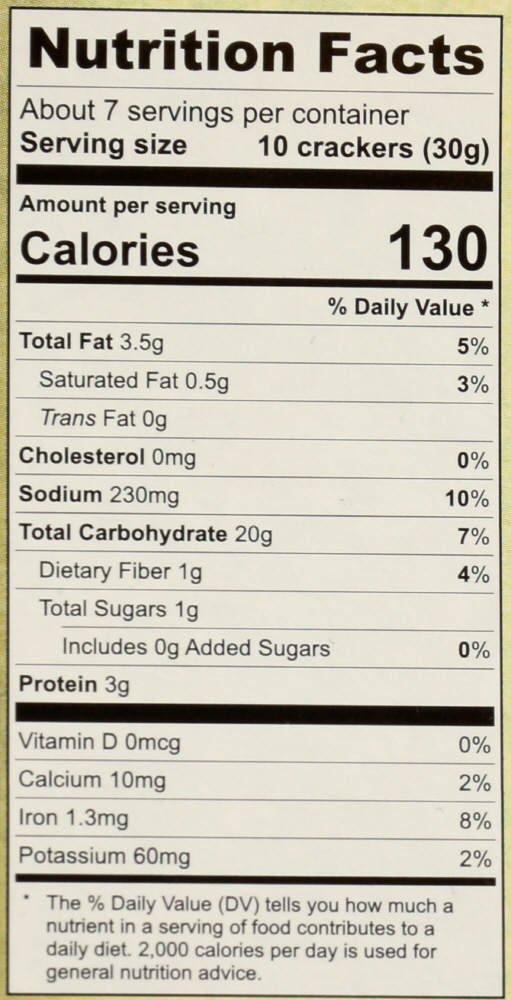 Nutrition Facts
About 7 servings per container
Serving size 10 crackers (30g)
Amount per serving
Calories 130
% Daily Value *
Total Fat 3.5g 5%
Saturated Fat 0.5g 3%
Trans Fat 0g
Cholesterol 0mg 0%
Sodium 230mg 10%
Total Carbohydrate 20g 7%
Dietary Fiber 1g 4%
Total Sugars 1g
Includes 0g Added Sugars 0%
Protein 3g
Vitamin D 0mcg 0%
Calcium 10mg 2%
Iron 1.3mg 8%
Potassium 60mg 2%
* The % Daily Value (DV) tells you how much a
nutrient in a serving of food contributes to a
daily diet. 2,000 calories per day is used for
general nutrition advice.